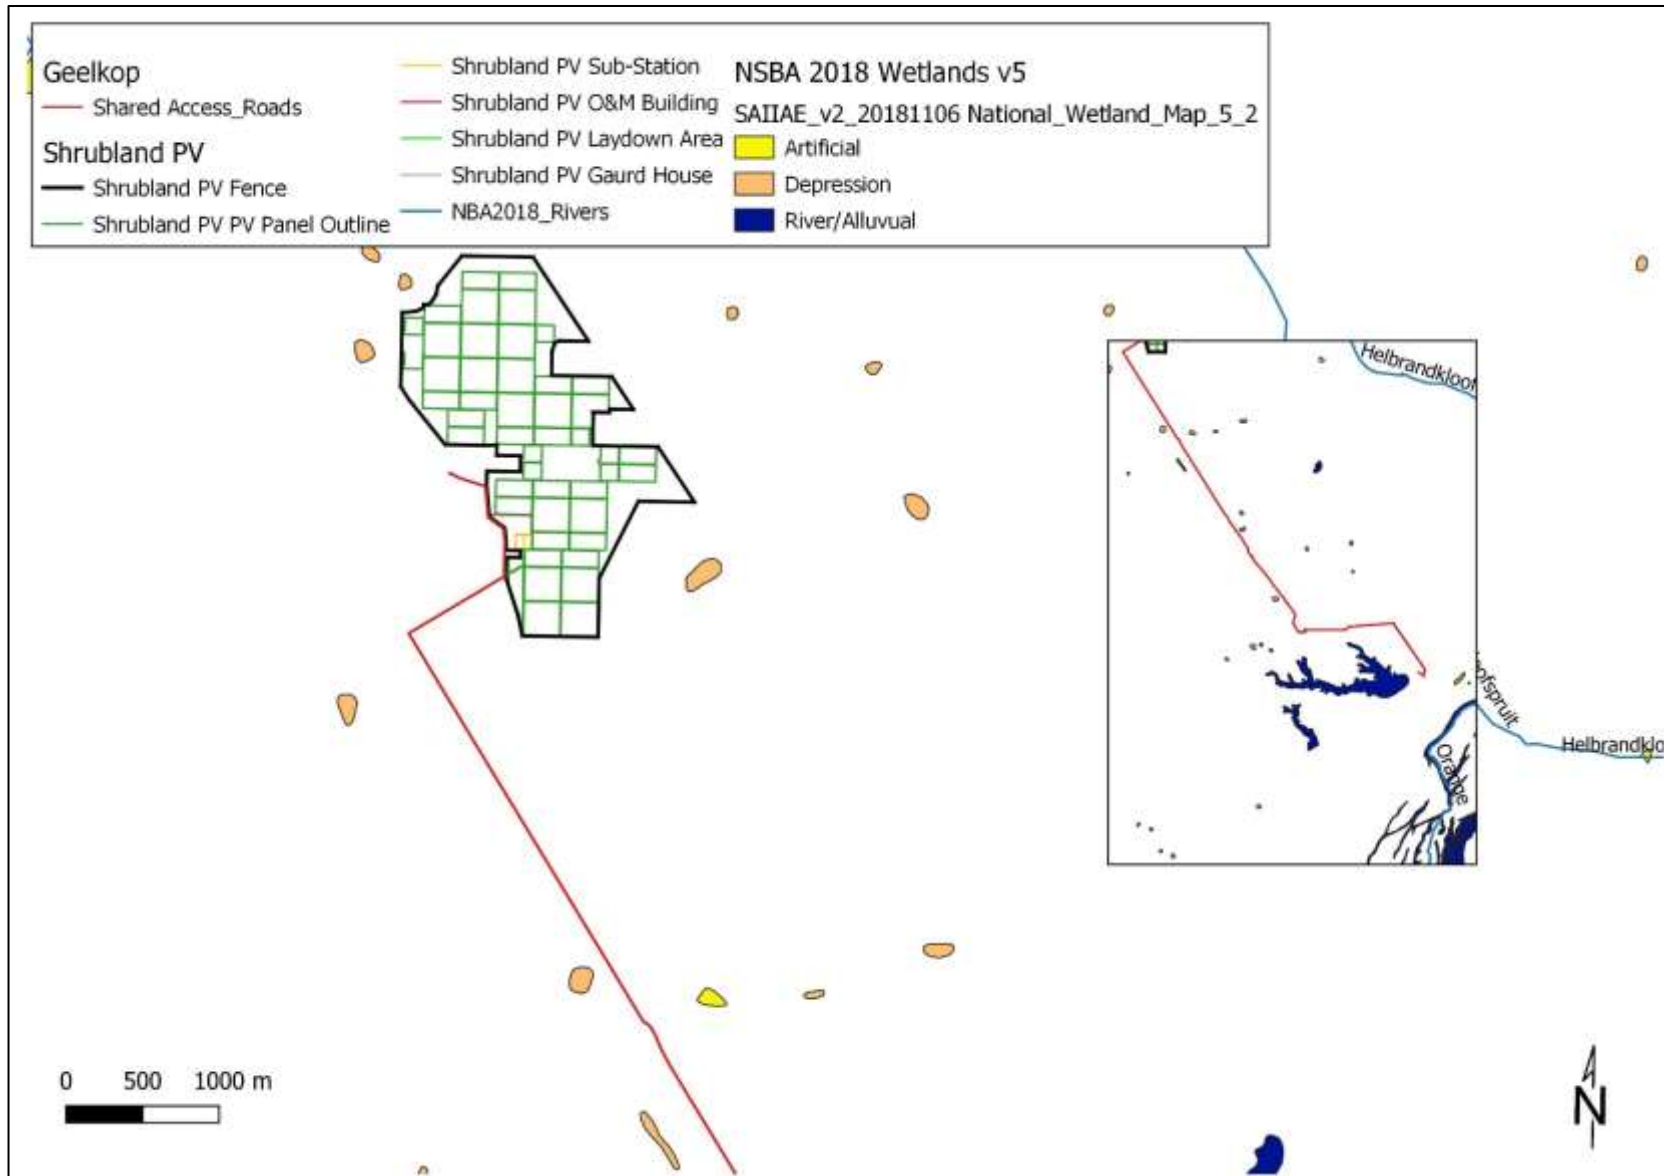 Geelkop
Shared Access_Roads
Shrubland PV
Shrubland PV Fence
Shrubland PV PV Panel Outline
Shrubland PV Sub-Station
Shrubland PV O&M Building
Shrubland PV Laydown Area
Shrubland PV Gaurd House
NBA2018_Rivers
NSBA 2018 Wetlands v5
SAIIAE_v2_20181106 National_Wetland_Map_5_2
Artificial
Depression
River/Alluvual
Helbrandkloof
oofspruit
Helbrandklo
Orange
0 500 1000 m
N